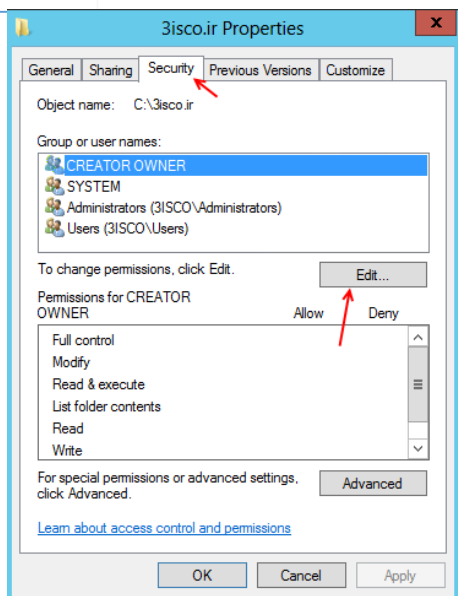 3isco.ir Properties
x
General Sharing Security Previous Versions Customize
Object name: C:\3isco.ir
Group or user names:
CREATOR OWNER
SYSTEM
Administrators (3ISCO\Administrators)
Users (3ISCO\Users)
To change permissions, click Edit.
Edit...
Permissions for CREATOR
OWNER Allow Deny
Full control
Modify
Read & execute
List folder contents
Read
Write
For special permissions or advanced settings,
click Advanced.
Advanced
Learn about access control and permissions
OK Cancel Apply